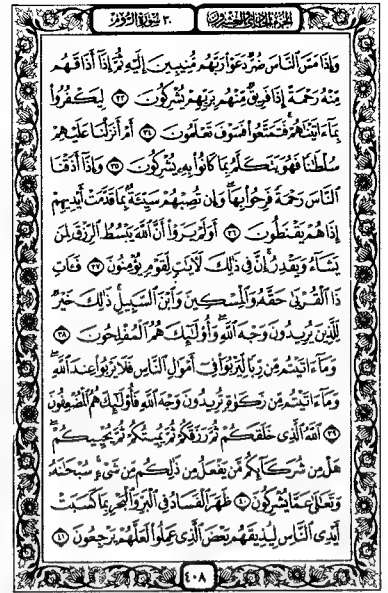 الجزء الحادي والعشرون ٣٠ سورة الروم
وَإِذَا مَسَّ ٱلنَّاسَ ضُرٌّ دَعَوْاْ رَبَّهُم مُّنِيبِينَ إِلَيْهِ ثُمَّ إِذَآ أَذَاقَهُم
مِّنْهُ رَحْمَةً إِذَا فَرِيقٌ مِّنْهُم بِرَبِّهِمْ يُشْرِكُونَ ٣٣ لِيَكْفُرُواْ
بِمَآ ءَاتَيْنَٰهُمْ ۚ فَتَمَتَّعُواْ فَسَوْفَ تَعْلَمُونَ ٣٤ أَمْ أَنزَلْنَا عَلَيْهِمْ
سُلْطَٰنًا فَهُوَ يَتَكَلَّمُ بِمَا كَانُواْ بِهِۦ يُشْرِكُونَ ٣٥ وَإِذَآ أَذَقْنَا
ٱلنَّاسَ رَحْمَةً فَرِحُواْ بِهَا ۖ وَإِن تُصِبْهُمْ سَيِّئَةٌۢ بِمَا قَدَّمَتْ أَيْدِيهِمْ
إِذَا هُمْ يَقْنَطُونَ ٣٦ أَوَلَمْ يَرَوْاْ أَنَّ ٱللَّهَ يَبْسُطُ ٱلرِّزْقَ لِمَن
يَشَآءُ وَيَقْدِرُ ۚ إِنَّ فِى ذَٰلِكَ لَءَايَٰتٍ لِّقَوْمٍ يُؤْمِنُونَ ٣٧ فَـَٔاتِ
ذَا ٱلْقُرْبَىٰ حَقَّهُۥ وَٱلْمِسْكِينَ وَٱبْنَ ٱلسَّبِيلِ ۚ ذَٰلِكَ خَيْرٌ
لِّلَّذِينَ يُرِيدُونَ وَجْهَ ٱللَّهِ ۖ وَأُوْلَٰٓئِكَ هُمُ ٱلْمُفْلِحُونَ ٣٨
وَمَآ ءَاتَيْتُم مِّن رِّبًا لِّيَرْبُوَاْ فِىٓ أَمْوَٰلِ ٱلنَّاسِ فَلَا يَرْبُواْ عِندَ ٱللَّهِ ۖ
وَمَآ ءَاتَيْتُم مِّن زَكَوٰةٍ تُرِيدُونَ وَجْهَ ٱللَّهِ فَأُوْلَٰٓئِكَ هُمُ ٱلْمُضْعِفُونَ
٣٩ ٱللَّهُ ٱلَّذِى خَلَقَكُمْ ثُمَّ رَزَقَكُمْ ثُمَّ يُمِيتُكُمْ ثُمَّ يُحْيِيكُمْ ۖ
هَلْ مِن شُرَكَآئِكُم مَّن يَفْعَلُ مِن ذَٰلِكُم مِّن شَىْءٍ ۚ سُبْحَٰنَهُۥ
وَتَعَٰلَىٰ عَمَّا يُشْرِكُونَ ٤٠ ظَهَرَ ٱلْفَسَادُ فِى ٱلْبَرِّ وَٱلْبَحْرِ بِمَا كَسَبَتْ
أَيْدِى ٱلنَّاسِ لِيُذِيقَهُم بَعْضَ ٱلَّذِى عَمِلُواْ لَعَلَّهُمْ يَرْجِعُونَ ٤١
٤٠٨